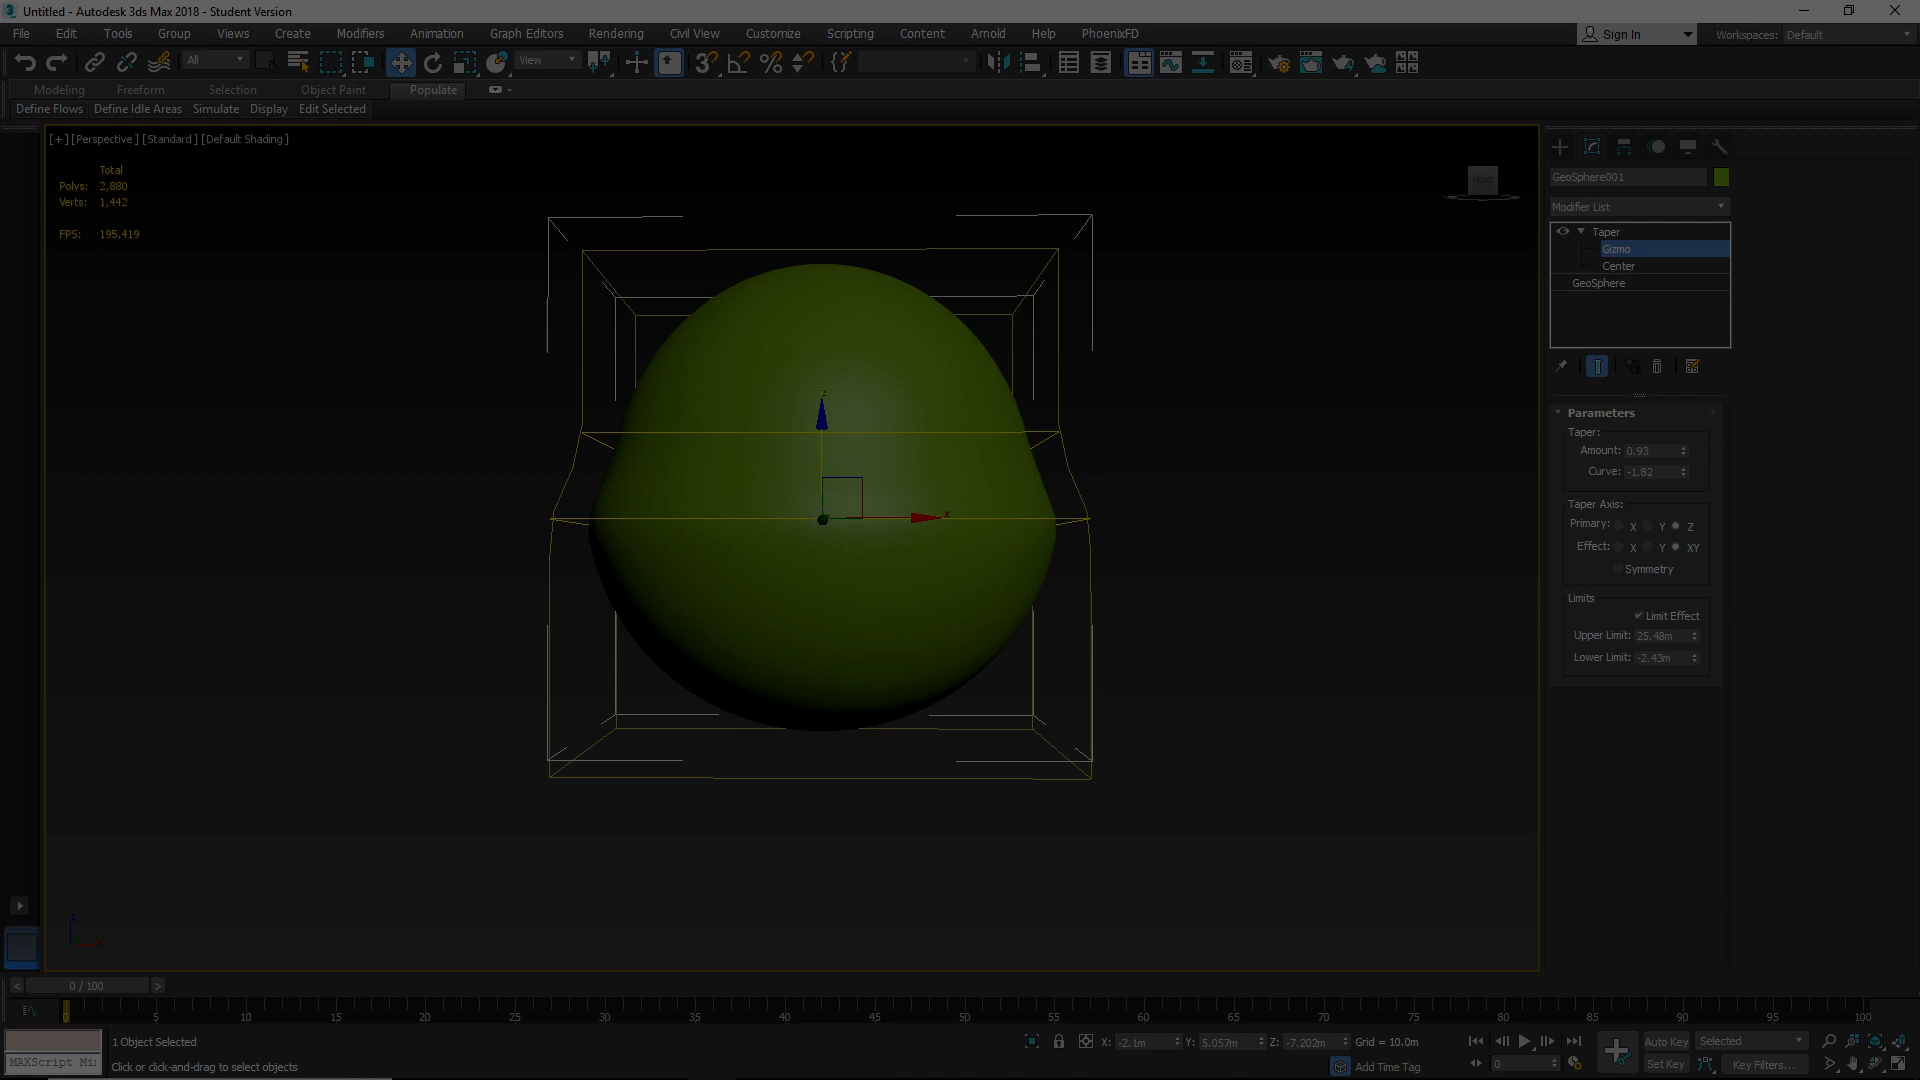 Untitled - Autodesk 3ds Max 2018 - Student Version
File Edit Tools Group Views Create Modifiers Animation Graph Editors Rendering Civil View Customize Scripting Content Arnold Help PhoenixFD Sign In Workspaces: Default
All View
Modeling Freeform Selection Object Paint Populate
Define Flows Define Idle Areas Simulate Display Edit Selected
[+] [Perspective] [Standard] [Default Shading]
Total
Polys: 2,880
Verts: 1,442
FPS: 195.419
FRONT
z
x
z
x
GeoSphere001
Modifier List
Taper
Gizmo
Center
GeoSphere
Parameters
Taper:
Amount: 0.93
Curve: -1.82
Taper Axis:
Primary: X Y Z
Effect: X Y XY
Symmetry
Limits
Limit Effect
Upper Limit: 25.48m
Lower Limit: -2.43m
< 0 / 100 >
0 5 10 15 20 25 30 35 40 45 50 55 60 65 70 75 80 85 90 95 100
1 Object Selected X: -2.1m Y: 5.057m Z: -7.202m Grid = 10.0m Auto Key Selected
MAXScript Mi Click or click-and-drag to select objects Add Time Tag 0 Set Key Key Filters...